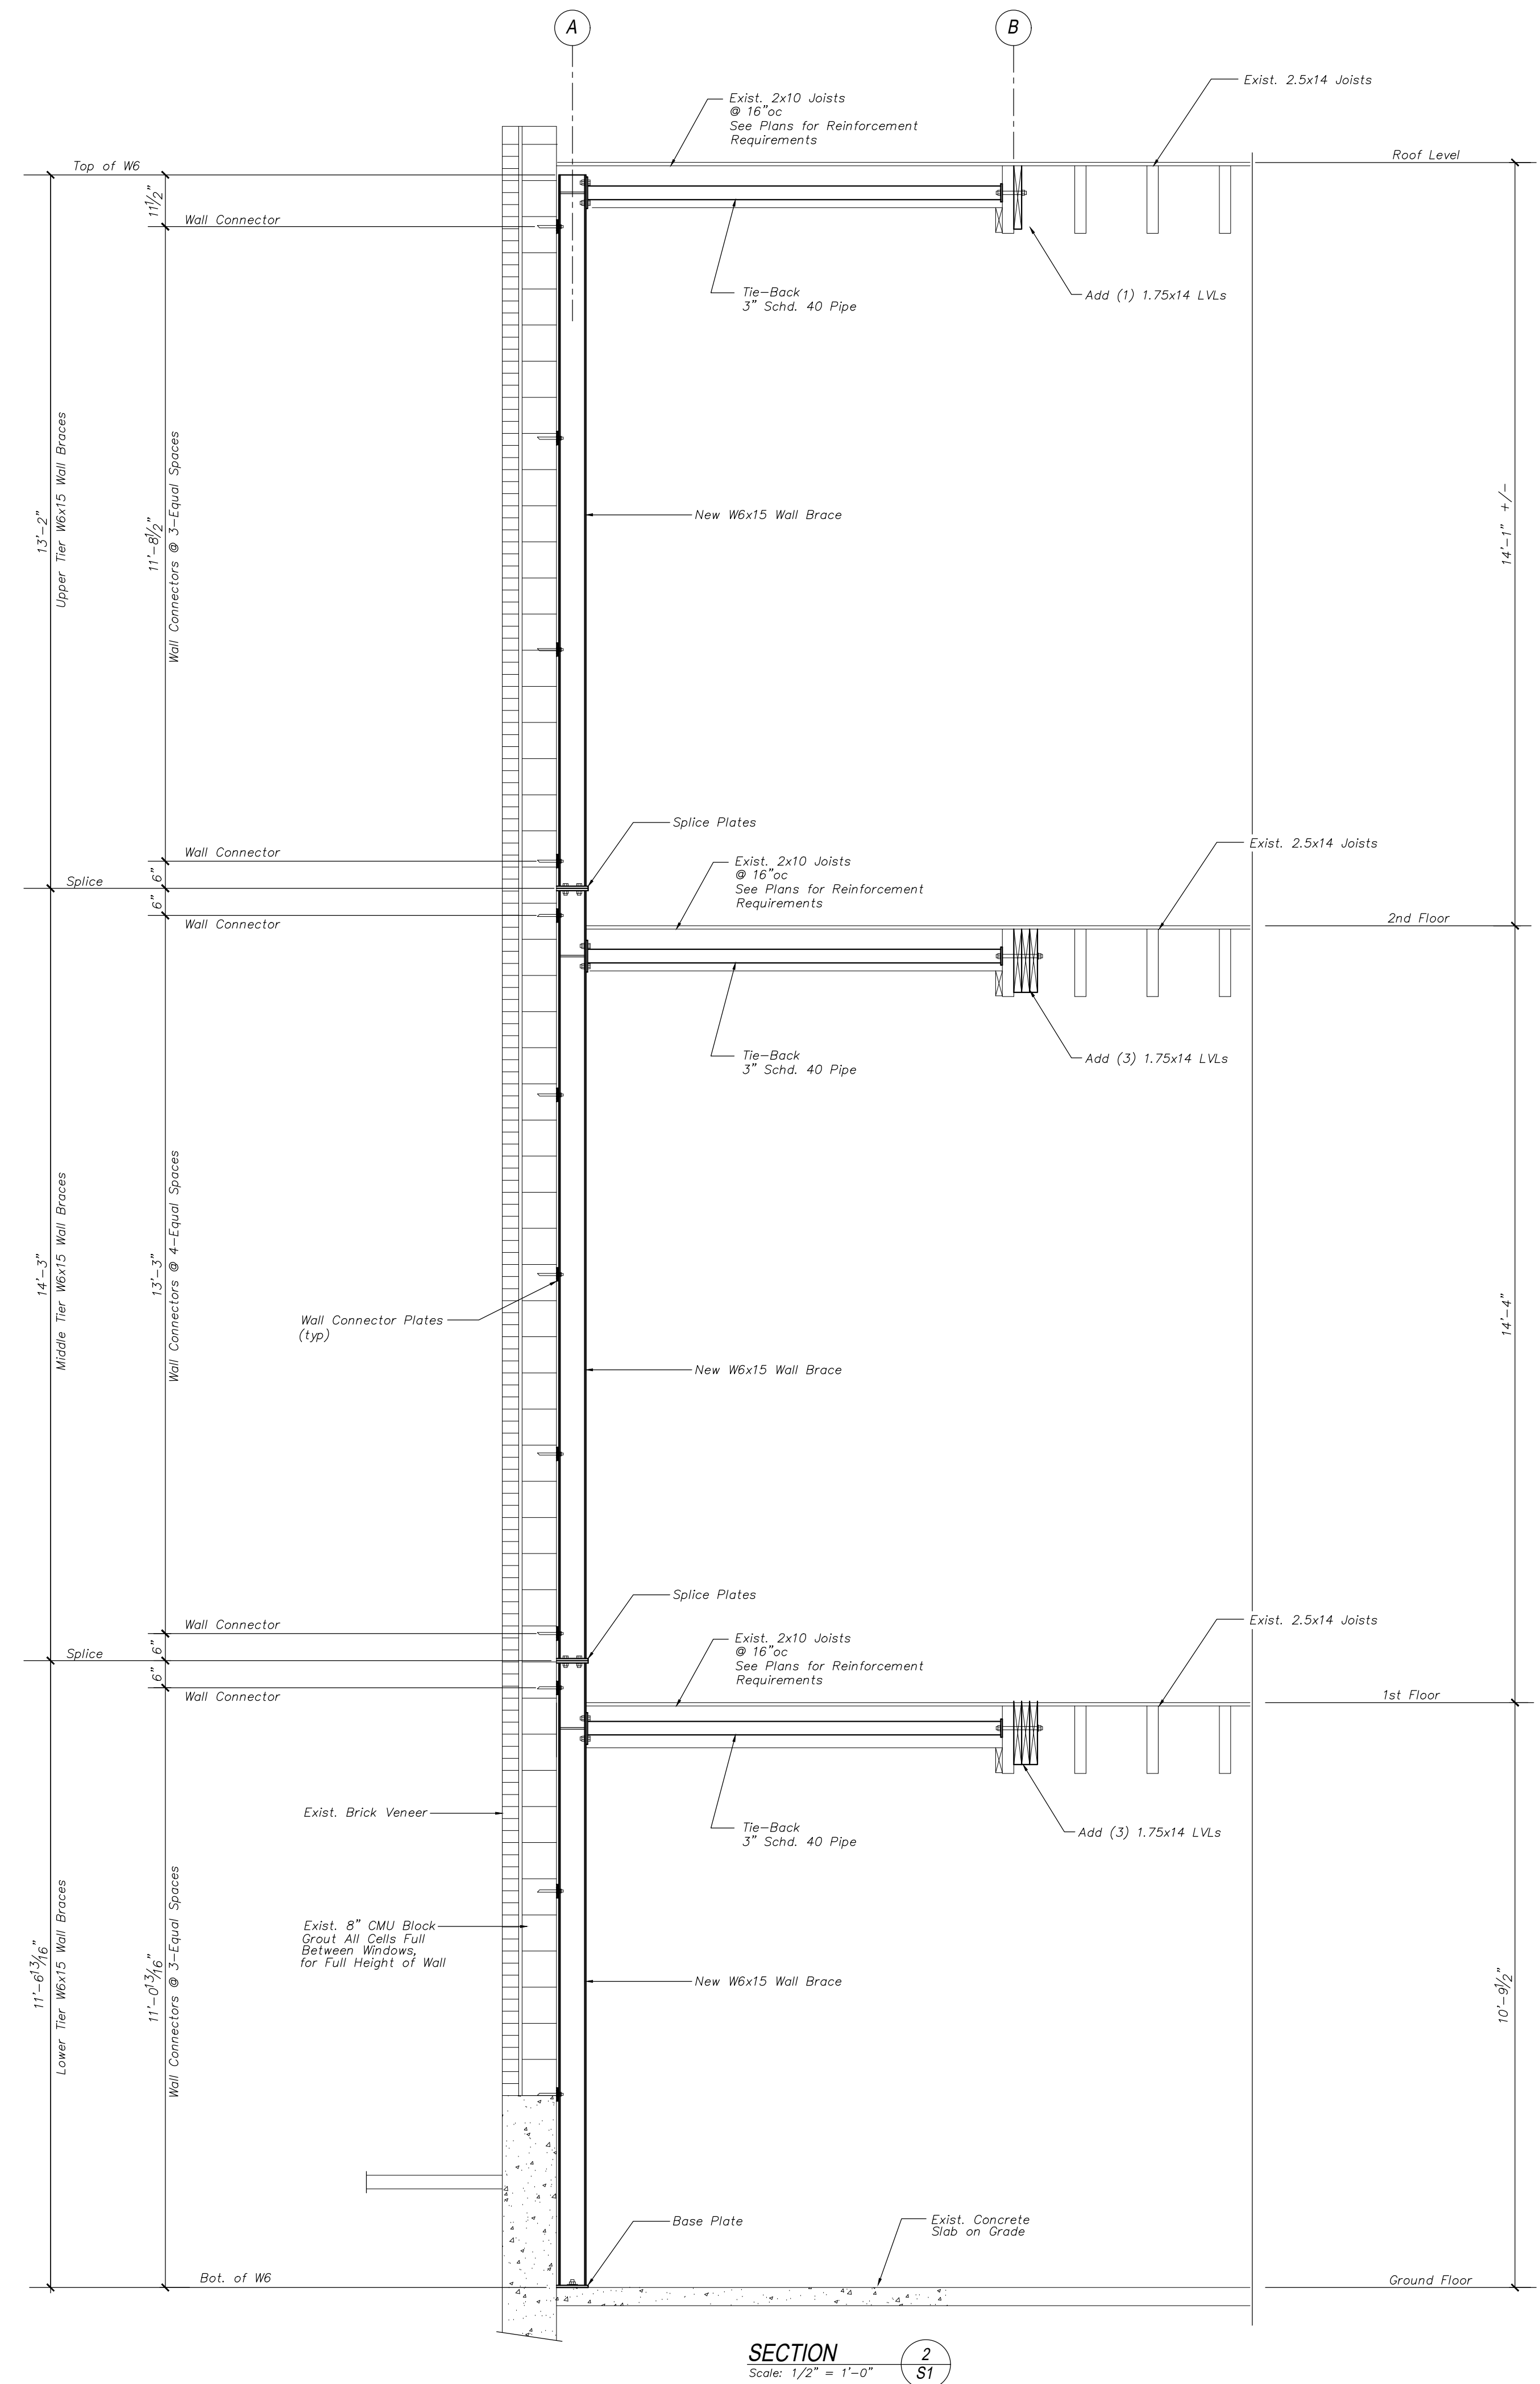 A
B
Exist. 2.5x14 Joists
Exist. 2x10 Joists
@ 16"oc
See Plans for Reinforcement
Requirements
Roof Level
Top of W6
11 1/2"
Wall Connector
Tie-Back
3" Schd. 40 Pipe
Add (1) 1.75x14 LVLs
13'-2"
Upper Tier W6x15 Wall Braces
11'-8 1/2"
Wall Connectors @ 3-Equal Spaces
New W6x15 Wall Brace
14'-1" +/-
Splice Plates
Exist. 2.5x14 Joists
Wall Connector
Exist. 2x10 Joists
@ 16"oc
See Plans for Reinforcement
Requirements
6"
Splice
6"
Wall Connector
2nd Floor
Tie-Back
3" Schd. 40 Pipe
Add (3) 1.75x14 LVLs
14'-3"
Middle Tier W6x15 Wall Braces
13'-3"
Wall Connectors @ 4-Equal Spaces
Wall Connector Plates
(typ)
New W6x15 Wall Brace
14'-4"
Splice Plates
Exist. 2.5x14 Joists
Wall Connector
Exist. 2x10 Joists
@ 16"oc
See Plans for Reinforcement
Requirements
6"
Splice
6"
Wall Connector
1st Floor
Exist. Brick Veneer
Tie-Back
3" Schd. 40 Pipe
Add (3) 1.75x14 LVLs
11'-6 13/16"
Lower Tier W6x15 Wall Braces
11'-0 13/16"
Wall Connectors @ 3-Equal Spaces
Exist. 8" CMU Block
Grout All Cells Full
Between Windows,
for Full Height of Wall
New W6x15 Wall Brace
10'-9 1/2"
Base Plate
Exist. Concrete
Slab on Grade
Bot. of W6
Ground Floor
SECTION
Scale: 1/2" = 1'-0"
2
S1